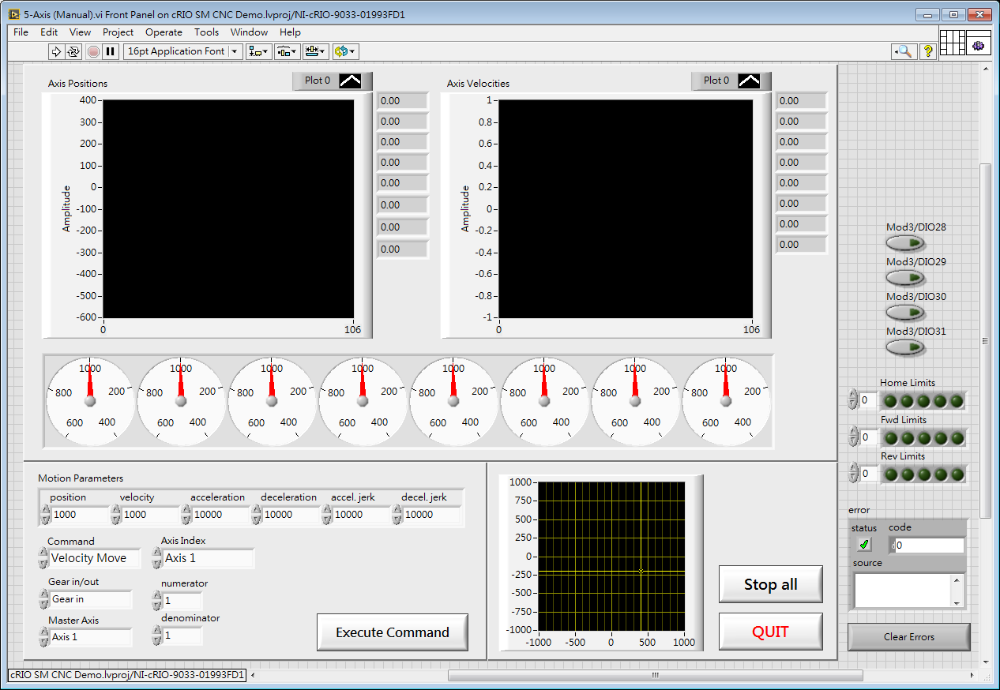 5-Axis (Manual).vi Front Panel on cRIO SM CNC Demo.lvproj/NI-cRIO-9033-01993FD1
File Edit View Project Operate Tools Window Help
16pt Application Font
Axis Positions
Plot 0
400
300
200
100
0
-100
-200
-300
-400
-500
-600
Amplitude
0 106
0.00
0.00
0.00
0.00
0.00
0.00
0.00
0.00
Axis Velocities
Plot 0
1
0.8
0.6
0.4
0.2
0
-0.2
-0.4
-0.6
-0.8
-1
Amplitude
0 106
0.00
0.00
0.00
0.00
0.00
0.00
0.00
0.00
1000 1000 1000 1000 1000 1000 1000 1000
800 200 800 200 800 200 800 200 800 200 800 200 800 200 800 200
600 400 600 400 600 400 600 400 600 400 600 400 600 400 600 400
Mod3/DIO28
Mod3/DIO29
Mod3/DIO30
Mod3/DIO31
Home Limits
0
Fwd Limits
0
Rev Limits
0
Motion Parameters
position velocity acceleration deceleration accel. jerk decel. jerk
1000 1000 10000 10000 10000 10000
Command Axis Index
Velocity Move Axis 1
Gear in/out numerator
Gear in 1
Master Axis denominator
Axis 1 1
Execute Command
1000
750
500
250
0
-250
-500
-750
-1000
-1000 -500 0 500 1000
Stop all
QUIT
error
status code
d 0
source
Clear Errors
cRIO SM CNC Demo.lvproj/NI-cRIO-9033-01993FD1